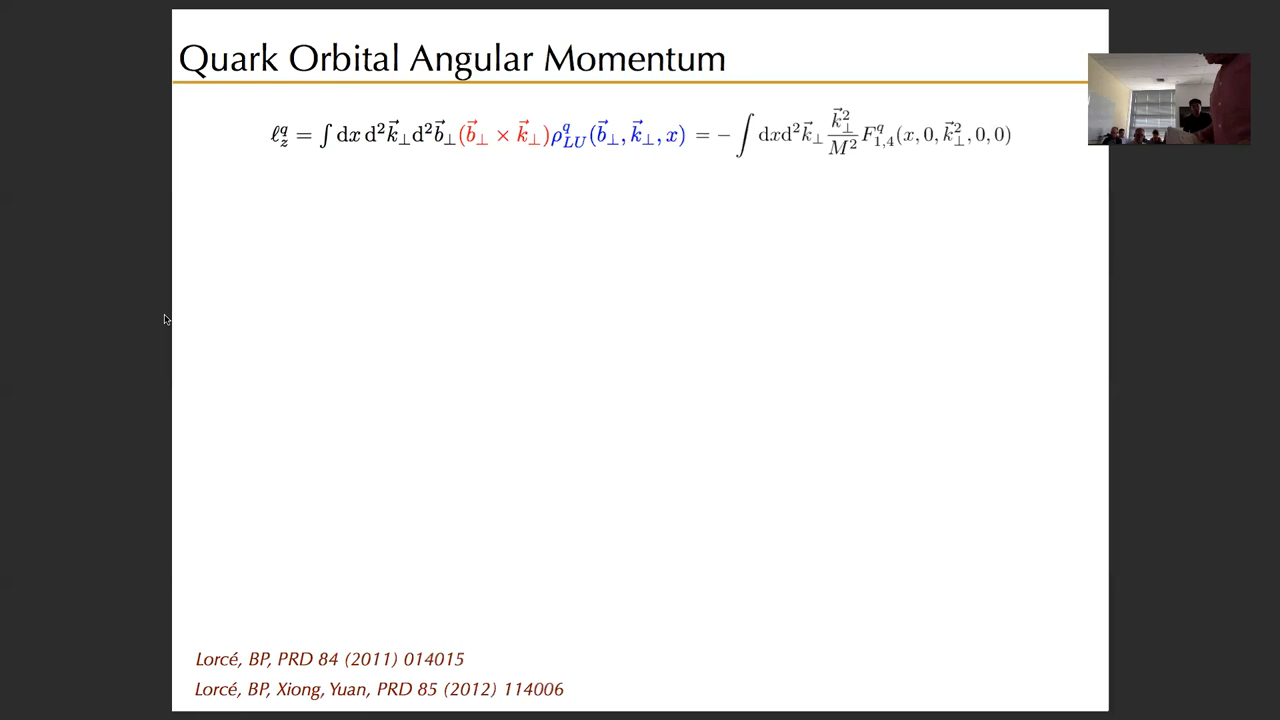 Quark Orbital Angular Momentum
ℓ_z^q = ∫ dx d²k⃗_⊥ d²b⃗_⊥ (b⃗_⊥ × k⃗_⊥) ρ_{LU}^q (b⃗_⊥, k⃗_⊥, x) = − ∫ dx d²k⃗_⊥ \frac{k⃗_⊥^2}{M²} F_{1,4}^q (x, 0, k⃗_⊥^2, 0, 0)
Lorcé, BP, PRD 84 (2011) 014015
Lorcé, BP, Xiong, Yuan, PRD 85 (2012) 114006